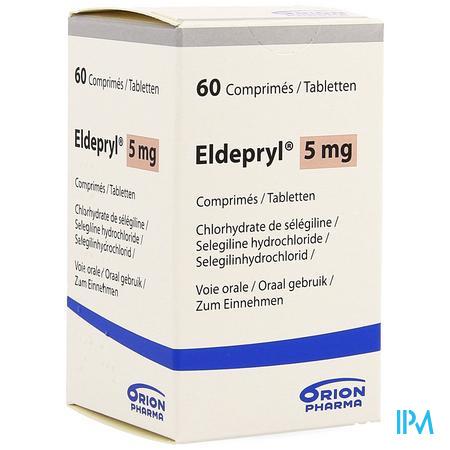 60 Comprimés / Tabletten
Eldepryl® 5 mg
Comprimés / Tabletten
Chlorhydrate de sélégiline /
Selegiline hydrochloride /
Selegilinhydrochlorid /
Voie orale / Oraal gebruik /
Zum Einnehmen
60 Comprimés / Tabletten
Eldepryl® 5 mg
Comprimés / Tabletten
Chlorhydrate de sélégiline /
Selegiline hydrochloride /
Selegilinhydrochlorid /
Voie orale / Oraal gebruik /
Zum Einnehmen
ORION
PHARMA
ORION
PHARMA
IPM